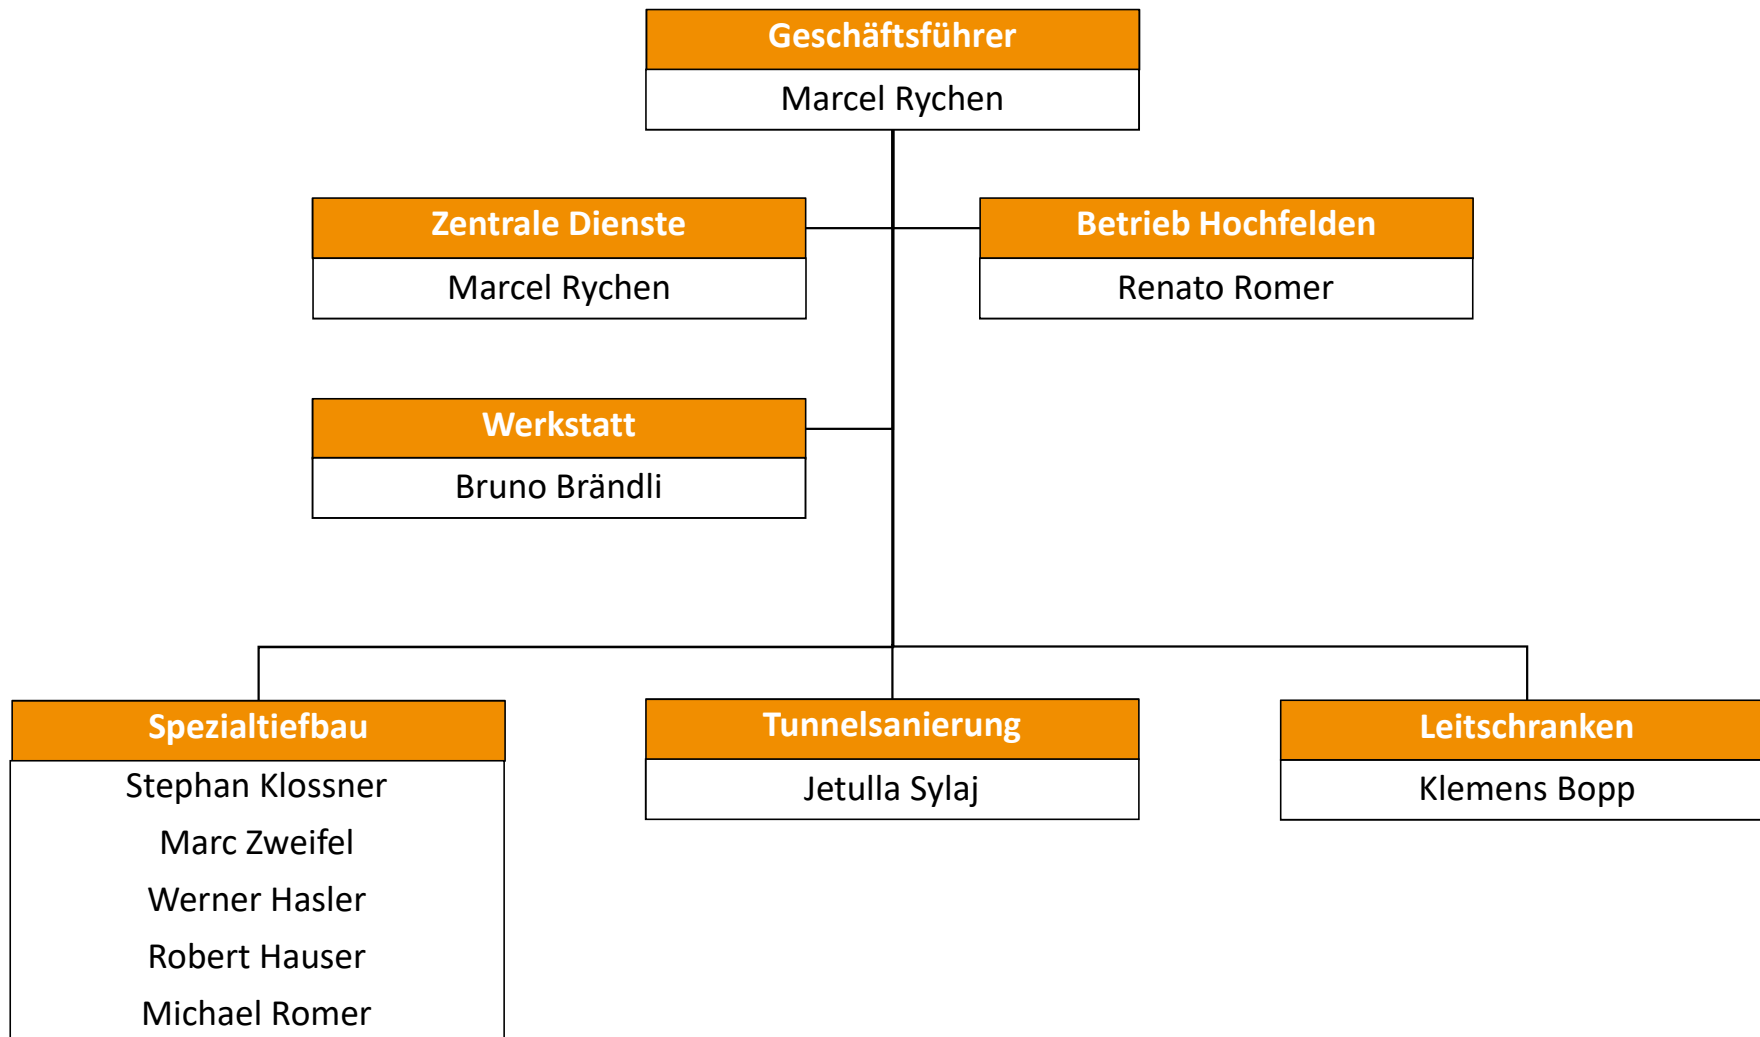 Geschäftsführer
Marcel Rychen
Zentrale Dienste
Marcel Rychen
Betrieb Hochfelden
Renato Romer
Werkstatt
Bruno Brändli
Spezialtiefbau
Stephan Klossner
Marc Zweifel
Werner Hasler
Robert Hauser
Michael Romer
Tunnelsanierung
Jetulla Sylaj
Leitschranken
Klemens Bopp